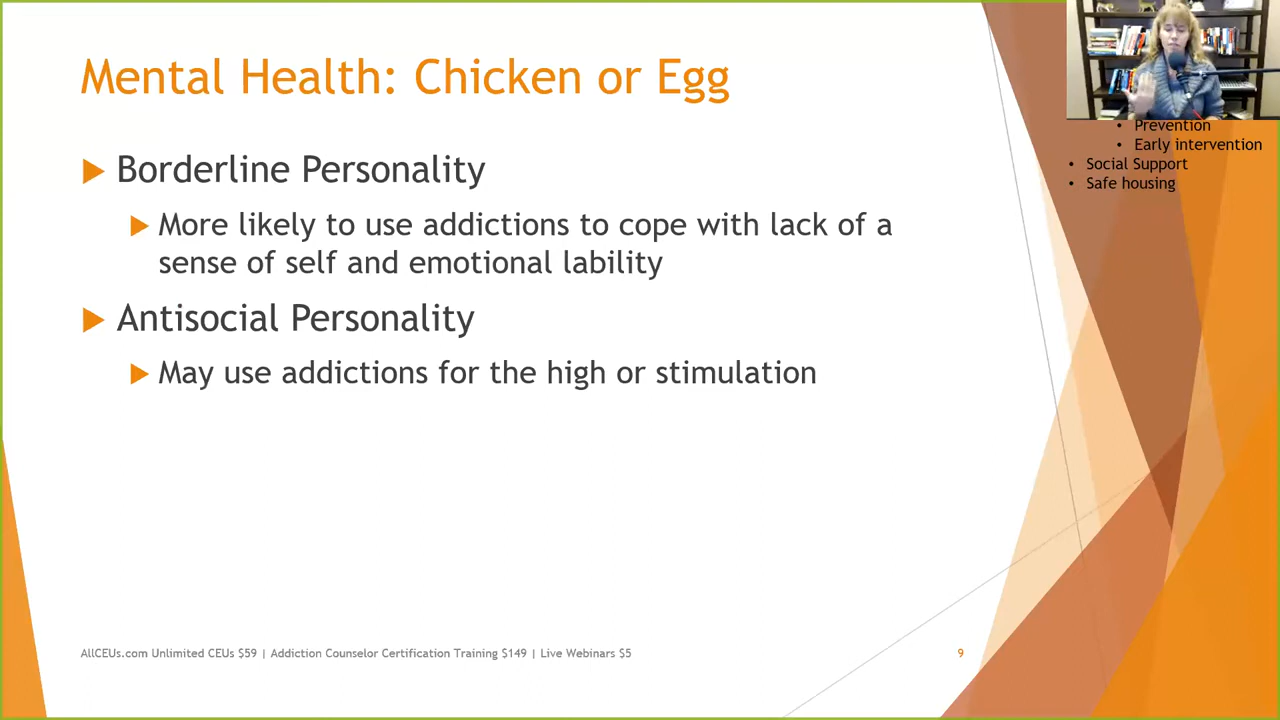 Mental Health: Chicken or Egg
Borderline Personality
More likely to use addictions to cope with lack of a
sense of self and emotional lability
Antisocial Personality
May use addictions for the high or stimulation
• Prevention
• Early intervention
• Social Support
• Safe housing
AllCEUs.com Unlimited CEUs $59 | Addiction Counselor Certification Training $149 | Live Webinars $5
9